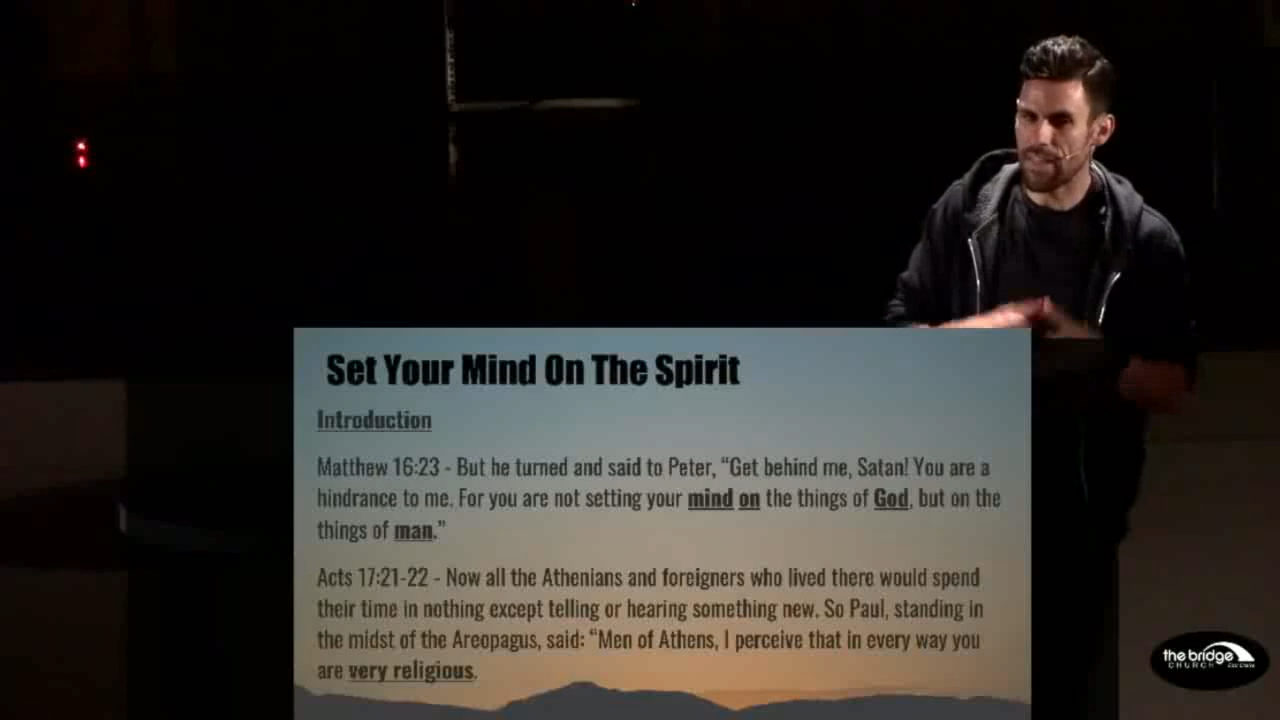 Set Your Mind On The Spirit
Introduction
Matthew 16:23 - But he turned and said to Peter, “Get behind me, Satan! You are a
hindrance to me. For you are not setting your mind on the things of God, but on the
things of man.”
Acts 17:21-22 - Now all the Athenians and foreigners who lived there would spend
their time in nothing except telling or hearing something new. So Paul, standing in
the midst of the Areopagus, said: “Men of Athens, I perceive that in every way you
are very religious.
the bridge
CHURCH